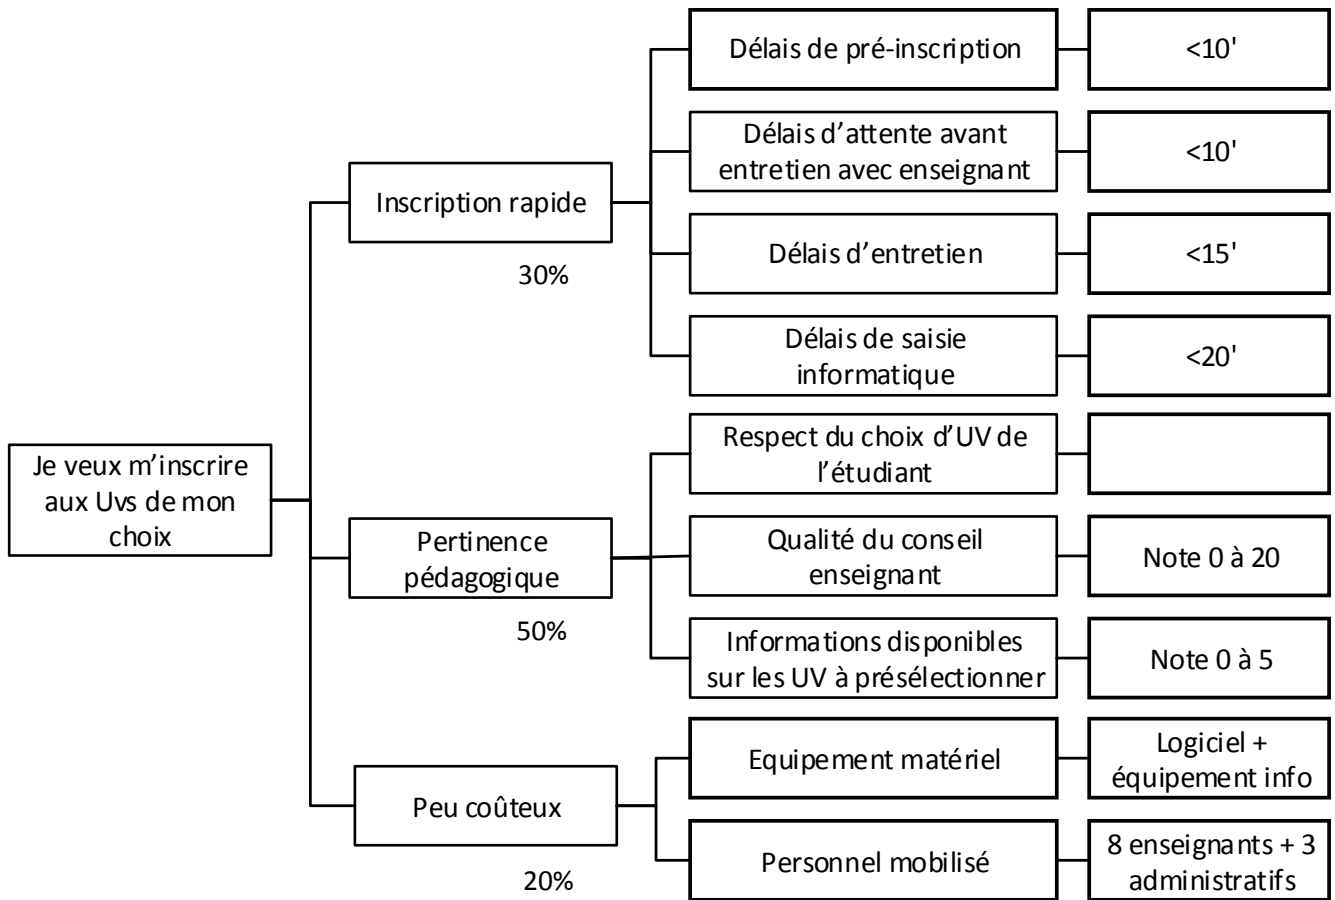 Délais de pré-inscription
<10'
Délais d'attente avant
entretien avec enseignant
<10'
Inscription rapide
30%
Délais d'entretien
<15'
Délais de saisie
informatique
<20'
Je veux m'inscrire
aux Uvs de mon
choix
Pertinence
pédagogique
50%
Respect du choix d'UV de
l'étudiant
Qualité du conseil
enseignant
Note 0 à 20
Informations disponibles
sur les UV à présélectionner
Note 0 à 5
Peu coûteux
20%
Equipement matériel
Logiciel +
équipement info
Personnel mobilisé
8 enseignants + 3
administratifs